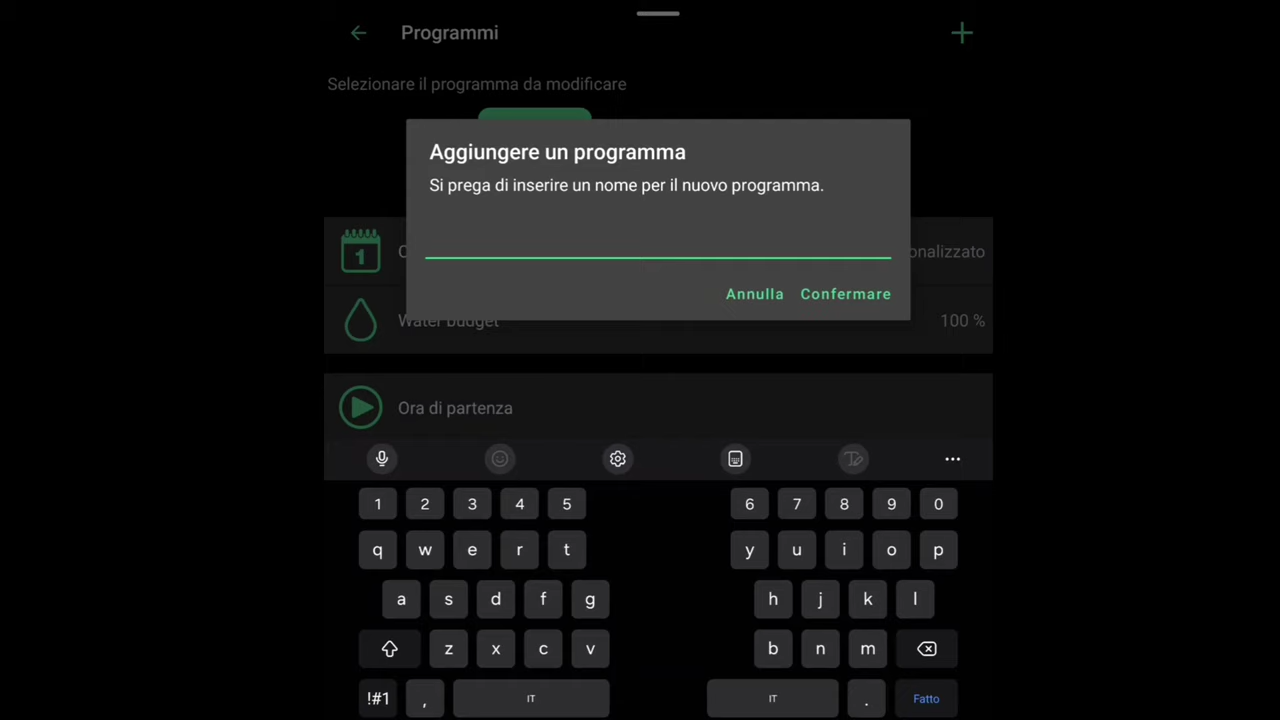 Programmi
Selezionare il programma da modificare
Aggiungere un programma
Si prega di inserire un nome per il nuovo programma.
1
onalizzato
Annulla Confermare
Water budget 100 %
Ora di partenza
1 2 3 4 5 6 7 8 9 0
q w e r t y u i o p
a s d f g h j k l
z x c v b n m
!#1 , IT IT . Fatto